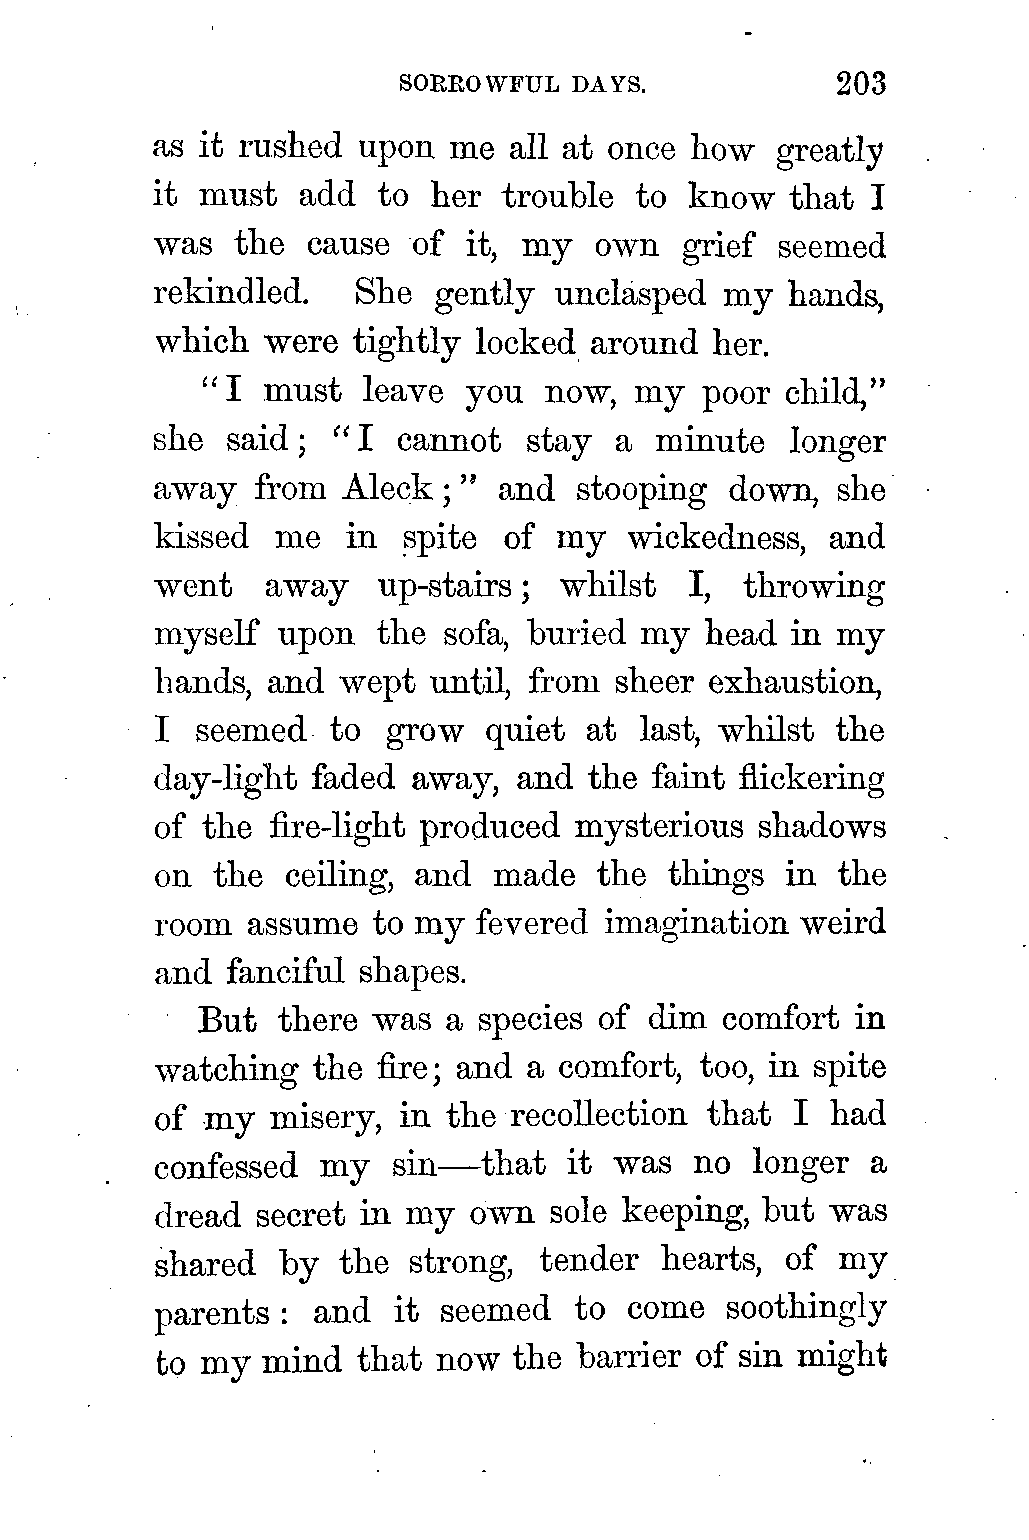 SORROWFUL DAYS. 203
as it rushed upon me all at once how greatly
it must add to her trouble to know that I
was the cause of it, my own grief seemed
rekindled. She gently unclasped my hands,
which were tightly locked around her.
"I must leave you now, my poor child,"
she said; "I cannot stay a minute longer
away from Aleck;" and stooping down, she
kissed me in spite of my wickedness, and
went away up-stairs; whilst I, throwing
myself upon the sofa, buried my head in my
hands, and wept until, from sheer exhaustion,
I seemed to grow quiet at last, whilst the
day-light faded away, and the faint flickering
of the fire-light produced mysterious shadows
on the ceiling, and made the things in the
room assume to my fevered imagination weird
and fanciful shapes.
But there was a species of dim comfort in
watching the fire; and a comfort, too, in spite
of my misery, in the recollection that I had
confessed my sin—that it was no longer a
dread secret in my own sole keeping, but was
shared by the strong, tender hearts, of my
parents: and it seemed to come soothingly
to my mind that now the barrier of sin might